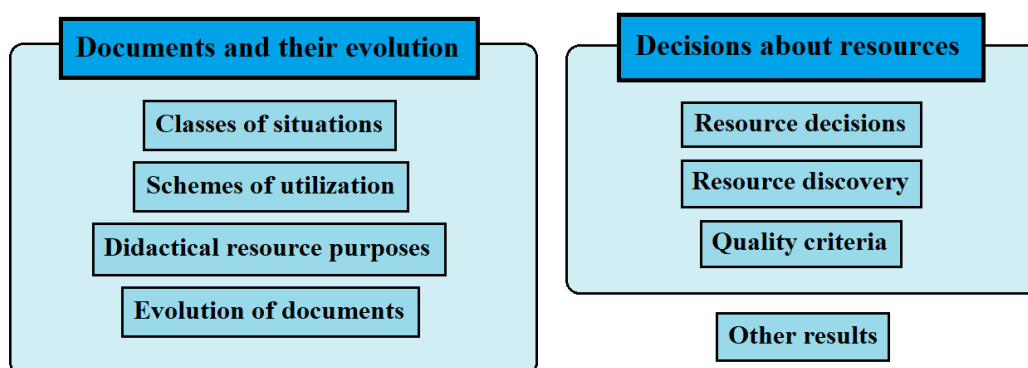 Documents and their evolution
Classes of situations
Schemes of utilization
Didactical resource purposes
Evolution of documents
Decisions about resources
Resource decisions
Resource discovery
Quality criteria
Other results